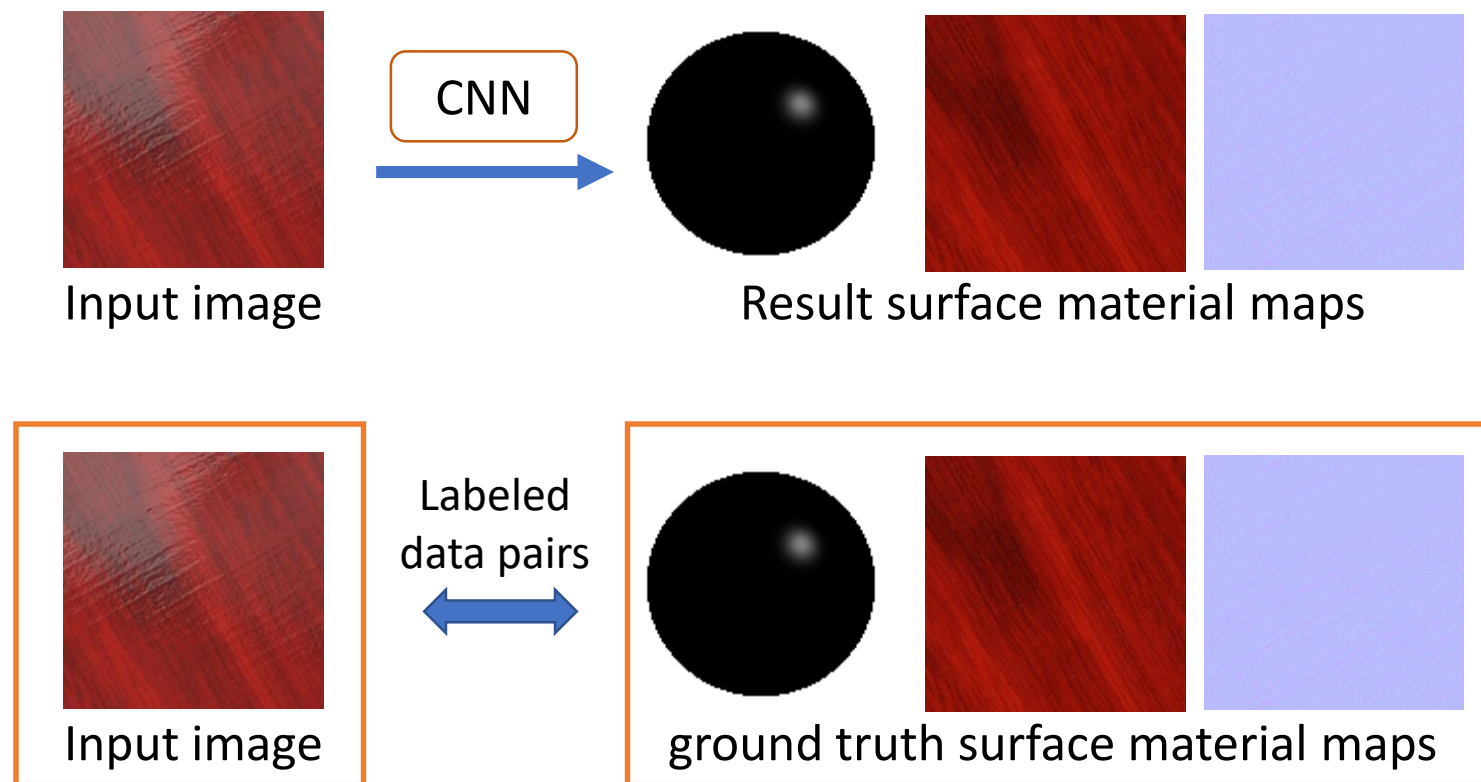 CNN
Input image
Result surface material maps
Labeled
data pairs
Input image
ground truth surface material maps